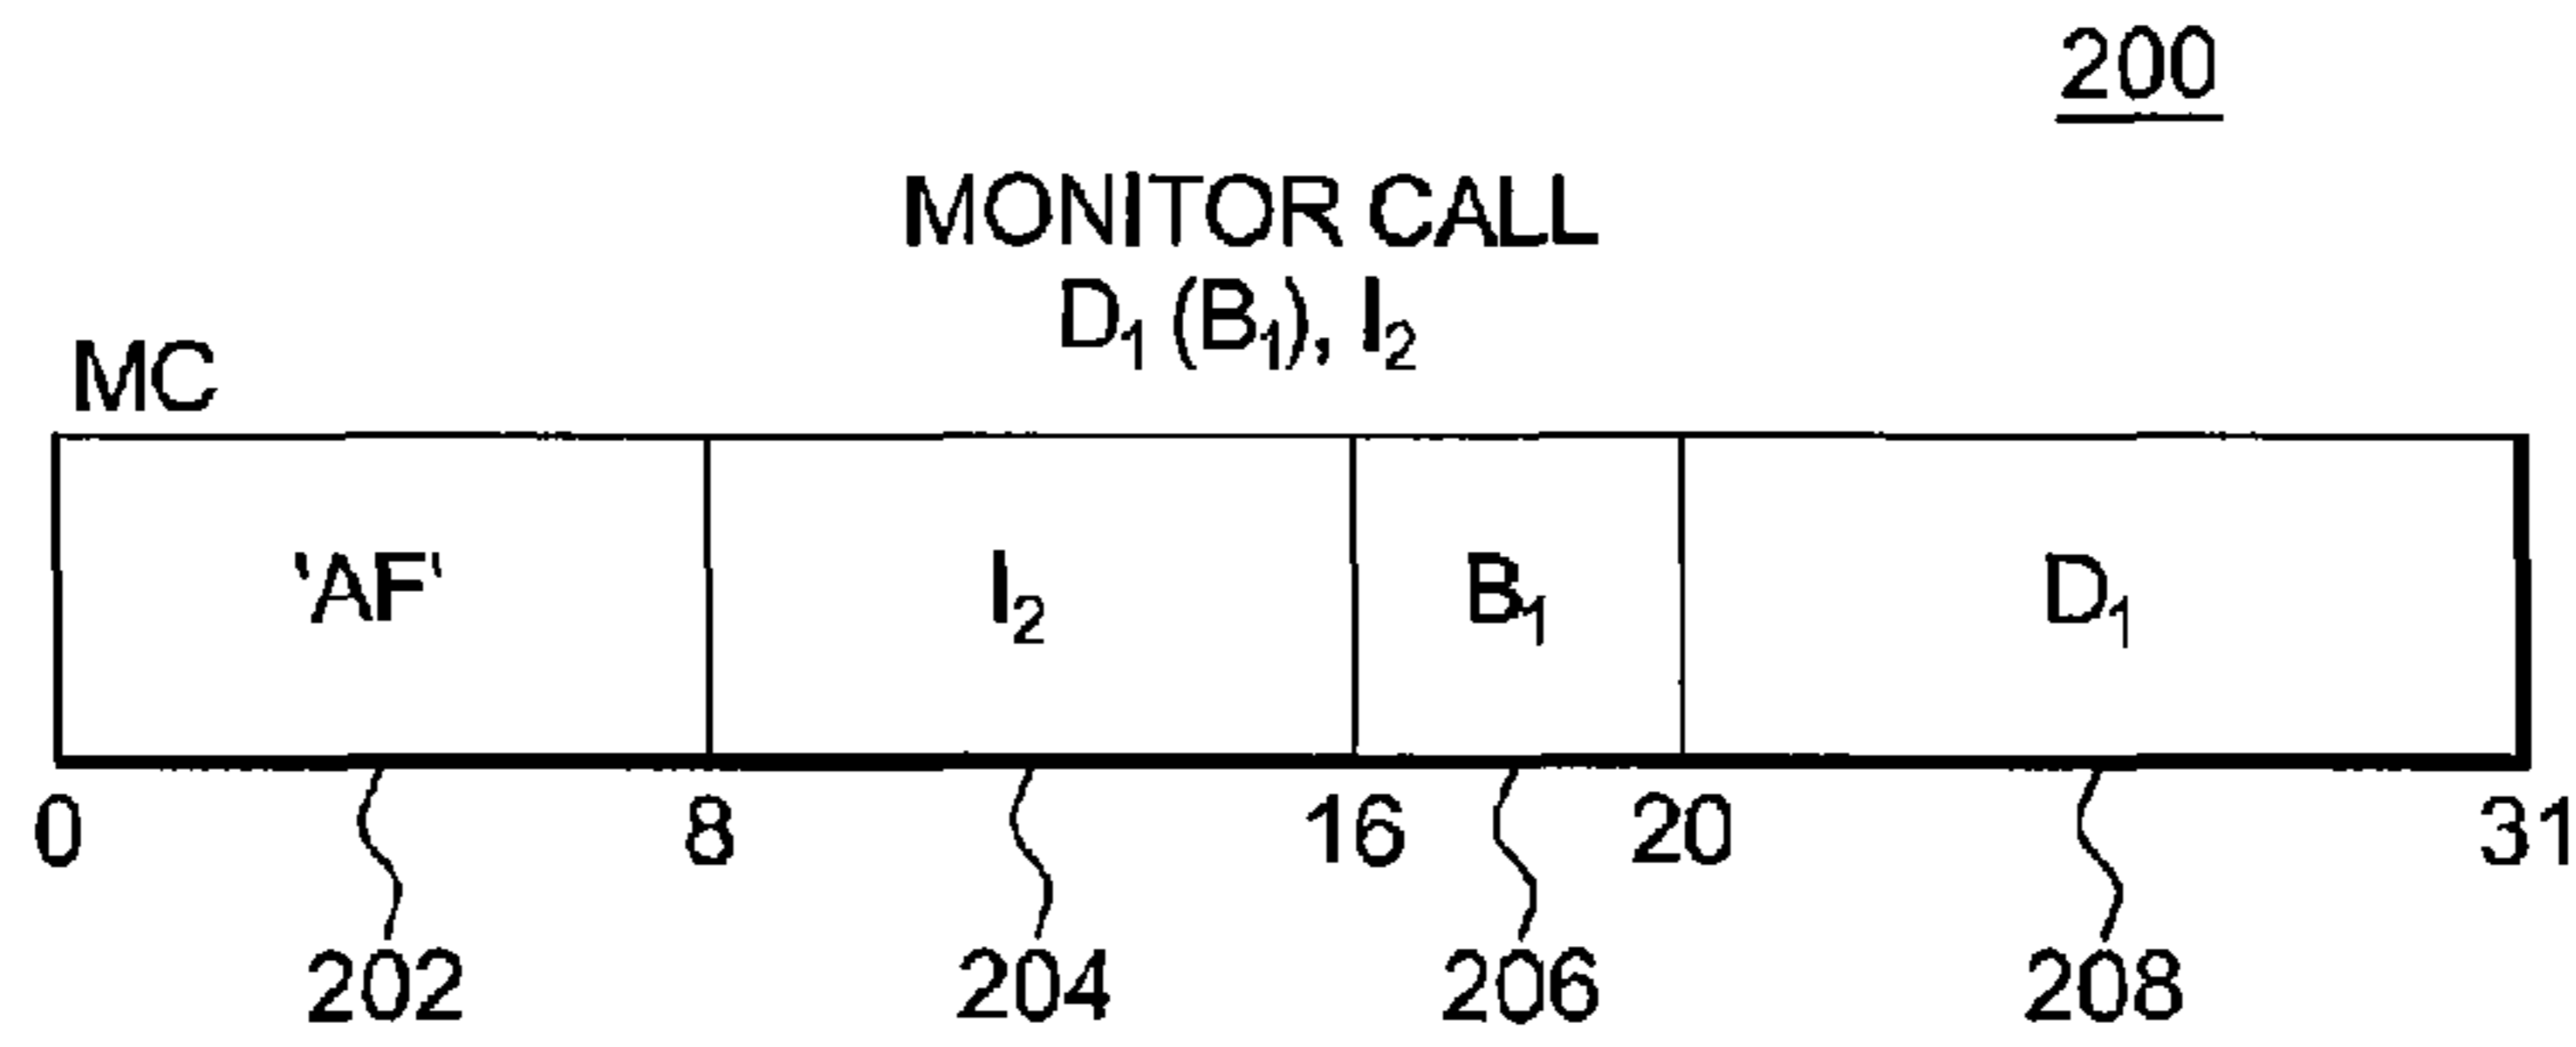 200
MONITOR CALL
D₁ (B₁), I₂
MC
'AF' I₂ B₁ D₁
0 8 16 20 31
202 204 206 208